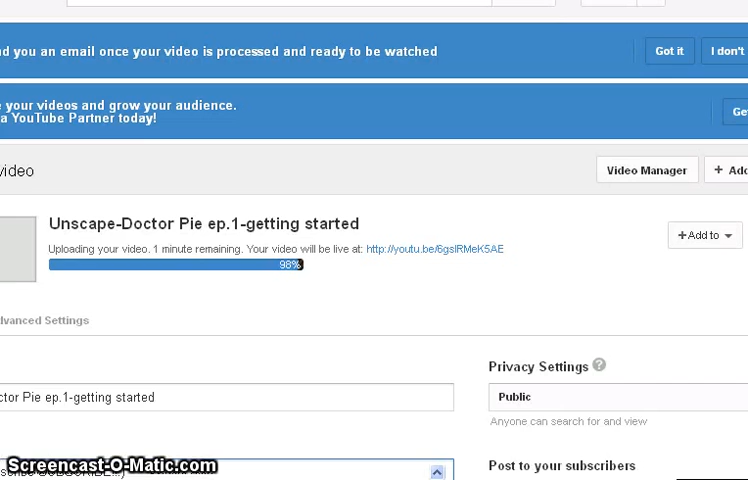 nd you an email once your video is processed and ready to be watched
Got it
I don't
e your videos and grow your audience.
a YouTube Partner today!
Ge
video
Video Manager
+ Add
Unscape-Doctor Pie ep.1-getting started
Uploading your video. 1 minute remaining. Your video will be live at: http://youtu.be/6gsIRMeK5AE
98%
+Add to
dvanced Settings
Privacy Settings ?
ctor Pie ep.1-getting started
Public
Anyone can search for and view
Screencast-O-Matic.com
Post to your subscribers